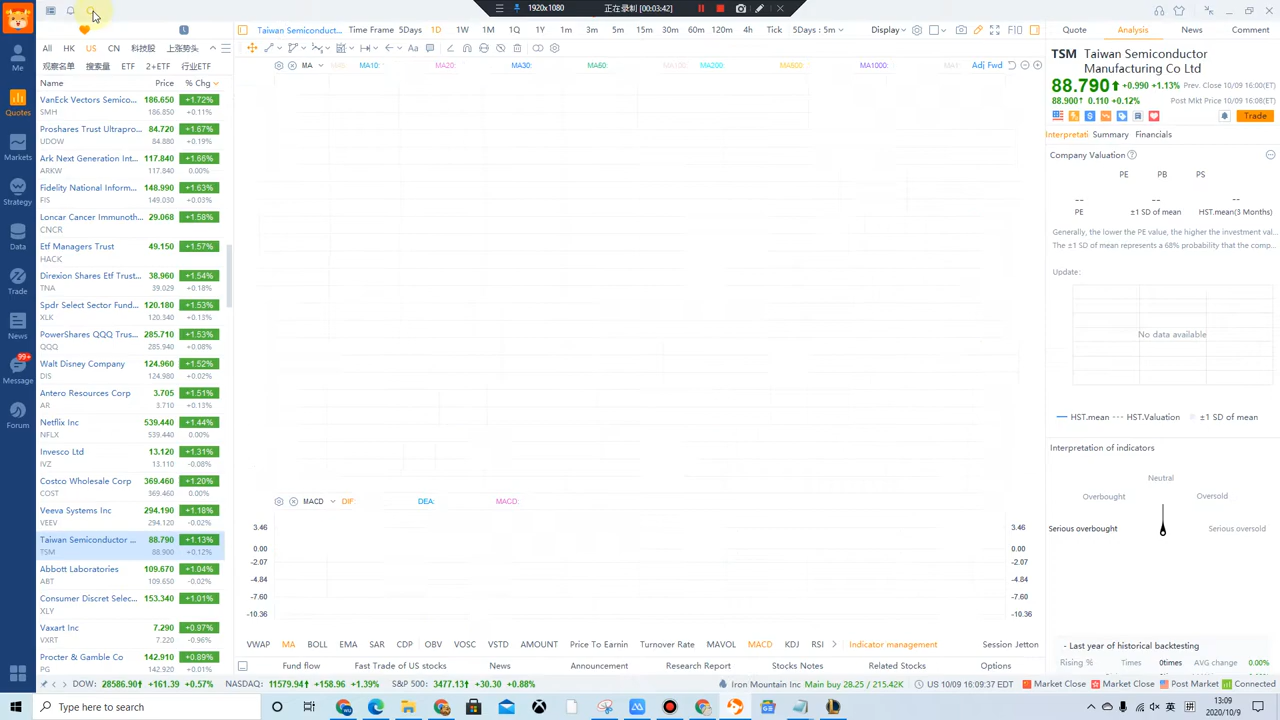 1920x1080 正在录制 [00:03:42]
Taiwan Semiconduct... Time Frame 5Days 1D 1W 1M 1Q 1Y 1m 3m 5m 15m 30m 60m 120m 4h Tick 5Days : 5m Display
Quote Analysis News Comment
All HK US CN 科技股 上涨势头
观察名单 搜索量 ETF 2+ETF 行业ETF
Name Price % Chg
MA MA5: MA10: MA20: MA30: MA60: MA100: MA200 MA1000: Adj Fwd
Me
Quotes
Markets
Strategy
Data
Trade
News
99+
Message
Forum
VanEck Vectors Semico... 186.650 +1.72%
SMH 186.850 +0.11%
Proshares Trust Ultrapro... 84.720 +1.67%
UDOW 84.880 +0.19%
Ark Next Generation Int... 117.840 +1.66%
ARKW 117.840 0.00%
Fidelity National Inform... 148.990 +1.63%
FIS 149.030 +0.03%
Loncar Cancer Immunoth... 29.068 +1.58%
CNCR
Etf Managers Trust 49.150 +1.57%
HACK
Direxion Shares Etf Trust... 38.960 +1.54%
TNA 39.029 +0.18%
Spdr Select Sector Fund... 120.180 +1.53%
XLK 120.340 +0.13%
PowerShares QQQ Trus... 285.710 +1.53%
QQQ 285.940 +0.08%
Walt Disney Company 124.960 +1.52%
DIS 124.980 +0.02%
Antero Resources Corp 3.705 +1.51%
AR 3.710 +0.13%
Netflix Inc 539.440 +1.44%
NFLX 539.440 0.00%
Invesco Ltd 13.120 +1.31%
IVZ 13.110 -0.08%
Costco Wholesale Corp 369.460 +1.20%
COST 369.460 0.00%
Veeva Systems Inc 294.190 +1.18%
VEEV 294.120 -0.02%
Taiwan Semiconductor ... 88.790 +1.13%
TSM 88.900 +0.12%
Abbott Laboratories 109.670 +1.04%
ABT 109.650 -0.02%
Consumer Discret Selec... 153.340 +1.01%
XLY
Vaxart Inc 7.290 +0.97%
VXRT 7.220 -0.96%
Procter & Gamble Co 142.910 +0.89%
PG 142.920 +0.01%
MACD DIF: DEA: MACD:
3.46 3.46
0.00 0.00
-2.07 -2.07
-4.84 -4.84
-7.60 -7.60
-10.36 -10.36
VWAP MA BOLL EMA SAR CDP OBV OSC VSTD AMOUNT Price To Earnin Turnover Rate MAVOL MACD KDJ RSI Indicator management Session Jetton
Fund flow Fast Trade of US stocks News Announcement Research Report Stocks Notes Related Stocks Options
TSM Taiwan Semiconductor
Manufacturing Co Ltd
88.790 +0.990 +1.13% Prev. Close 10/09 16:00(ET)
88.900 0.110 +0.12% Post Mkt Price 10/09 16:08(ET)
Trade
Interpretati Summary Financials
Company Valuation
PE PB PS
-- -- --
PE ±1 SD of mean HST.mean(3 Months)
Generally, the lower the PE value, the higher the investment val...
The ±1 SD of mean represents a 68% probability that the comp...
Update:
No data available
HST.mean HST.Valuation ±1 SD of mean
Interpretation of indicators
Neutral
Overbought Oversold
Serious overbought Serious oversold
- Last year of historical backtesting
Rising % Times 0times AVG change 0.00%
DOW: 28586.90 +161.39 +0.57% NASDAQ: 11579.94 +158.96 +1.39% S&P 500: 3477.13 +30.30 +0.88% Iron Mountain Inc Main buy 28.25 / 215.42K US 10/09 16:09:37 EDT Market Close Market Close Post Market Connected
Type here to search 英 13:09
2020/10/9